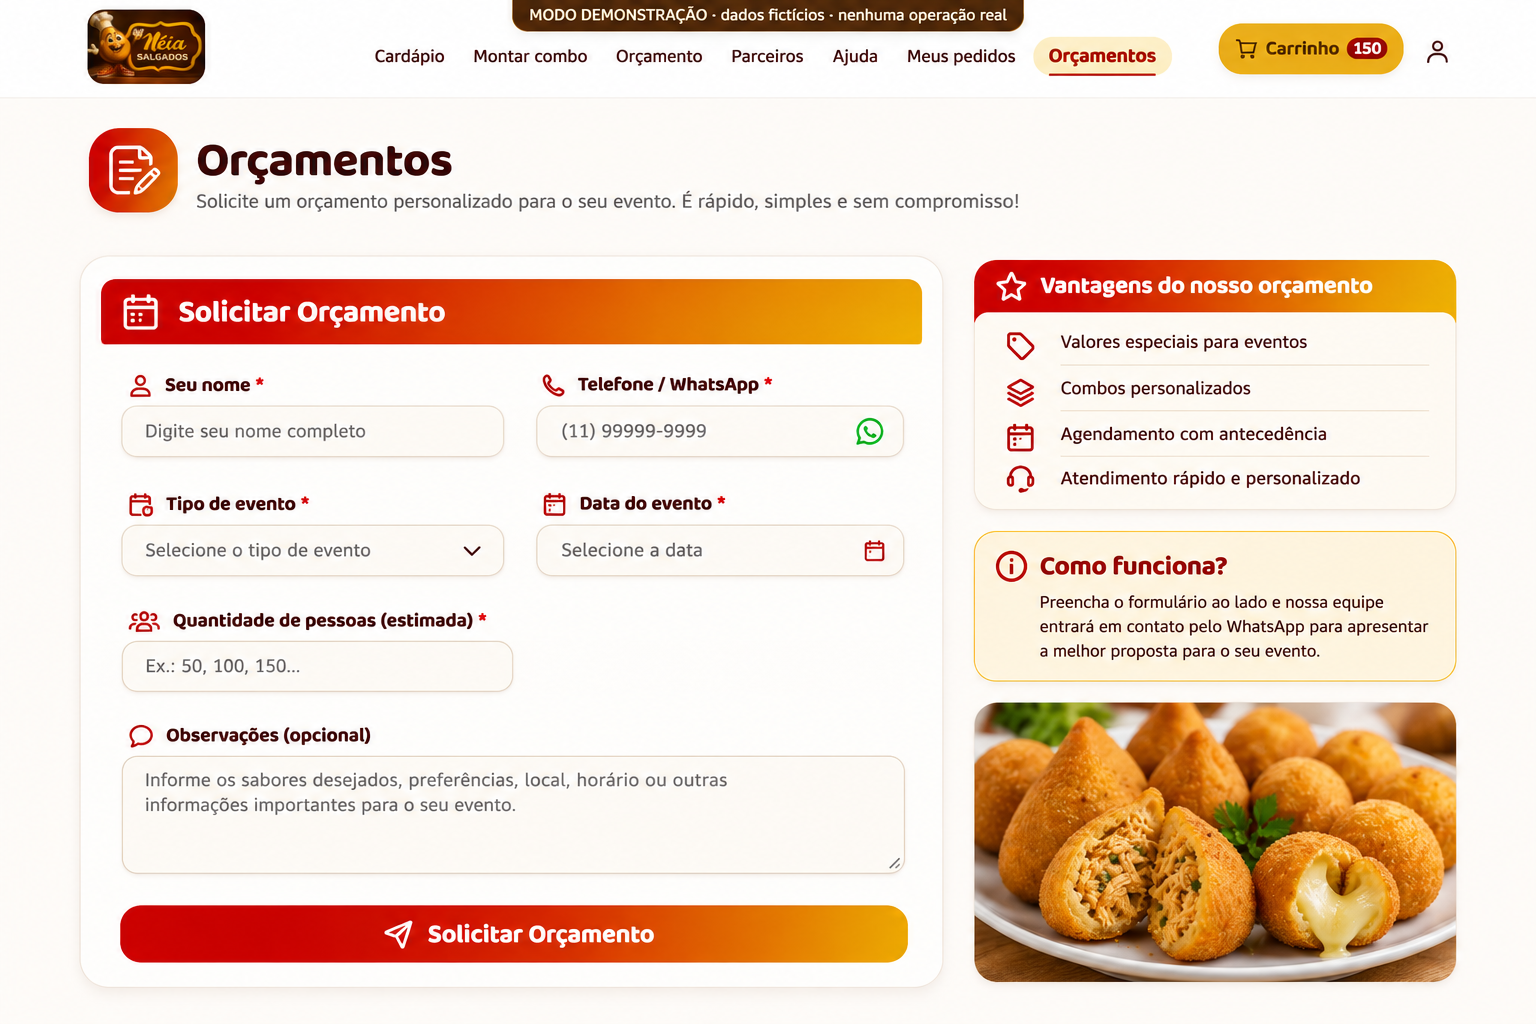 MODO DEMONSTRAÇÃO · dados fictícios · nenhuma operação real
Néia
SALGADOS
Cardápio
Montar combo
Orçamento
Parceiros
Ajuda
Meus pedidos
Orçamentos
Carrinho 150
Orçamentos
Solicite um orçamento personalizado para o seu evento. É rápido, simples e sem compromisso!
Solicitar Orçamento
Seu nome *
Digite seu nome completo
Telefone / WhatsApp *
(11) 99999-9999
Tipo de evento *
Selecione o tipo de evento
Data do evento *
Selecione a data
Quantidade de pessoas (estimada) *
Ex.: 50, 100, 150...
Observações (opcional)
Informe os sabores desejados, preferências, local, horário ou outras
informações importantes para o seu evento.
Solicitar Orçamento
Vantagens do nosso orçamento
Valores especiais para eventos
Combos personalizados
Agendamento com antecedência
Atendimento rápido e personalizado
Como funciona?
Preencha o formulário ao lado e nossa equipe
entrará em contato pelo WhatsApp para apresentar
a melhor proposta para o seu evento.